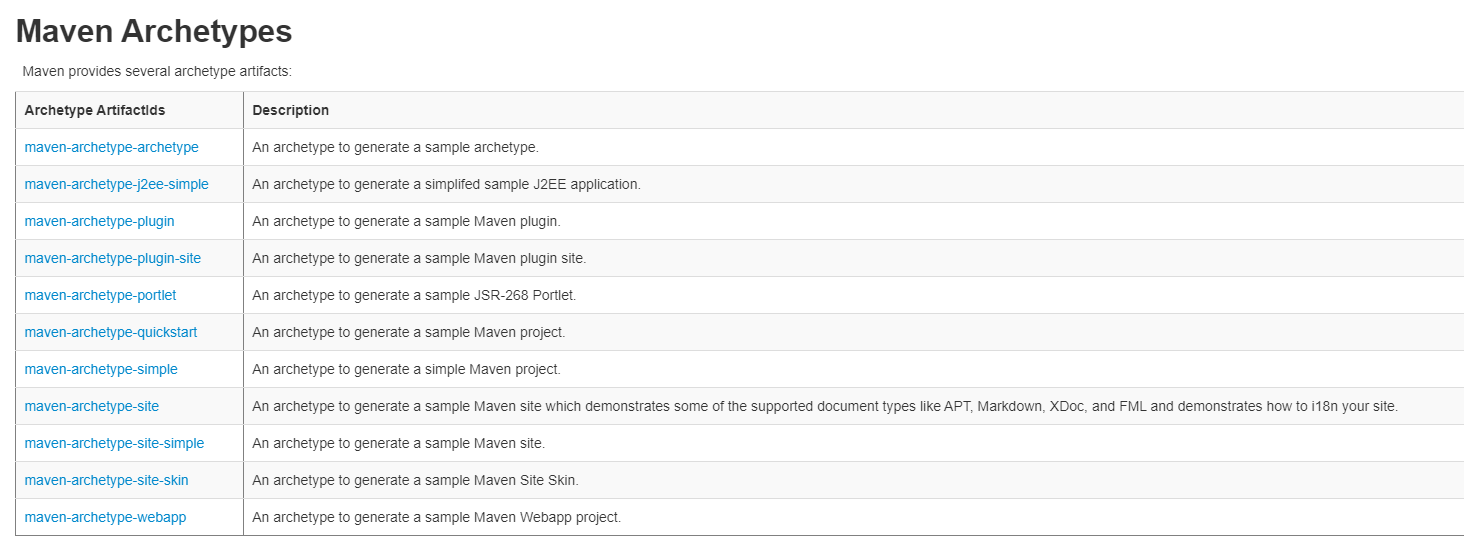 Maven Archetypes
Maven provides several archetype artifacts:
Archetype ArtifactIds Description
maven-archetype-archetype An archetype to generate a sample archetype.
maven-archetype-j2ee-simple An archetype to generate a simplifed sample J2EE application.
maven-archetype-plugin An archetype to generate a sample Maven plugin.
maven-archetype-plugin-site An archetype to generate a sample Maven plugin site.
maven-archetype-portlet An archetype to generate a sample JSR-268 Portlet.
maven-archetype-quickstart An archetype to generate a sample Maven project.
maven-archetype-simple An archetype to generate a simple Maven project.
maven-archetype-site An archetype to generate a sample Maven site which demonstrates some of the supported document types like APT, Markdown, XDoc, and FML and demonstrates how to i18n your site.
maven-archetype-site-simple An archetype to generate a sample Maven site.
maven-archetype-site-skin An archetype to generate a sample Maven Site Skin.
maven-archetype-webapp An archetype to generate a sample Maven Webapp project.